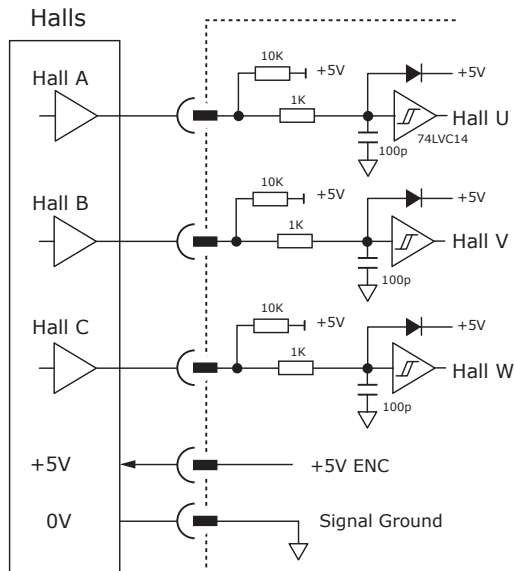 Halls
Hall A
10K
+5V
+5V
1K
Hall U
74LVC14
100p
Hall B
10K
+5V
+5V
1K
Hall V
100p
Hall C
10K
+5V
+5V
1K
Hall W
100p
+5V
+5V ENC
0V
Signal Ground